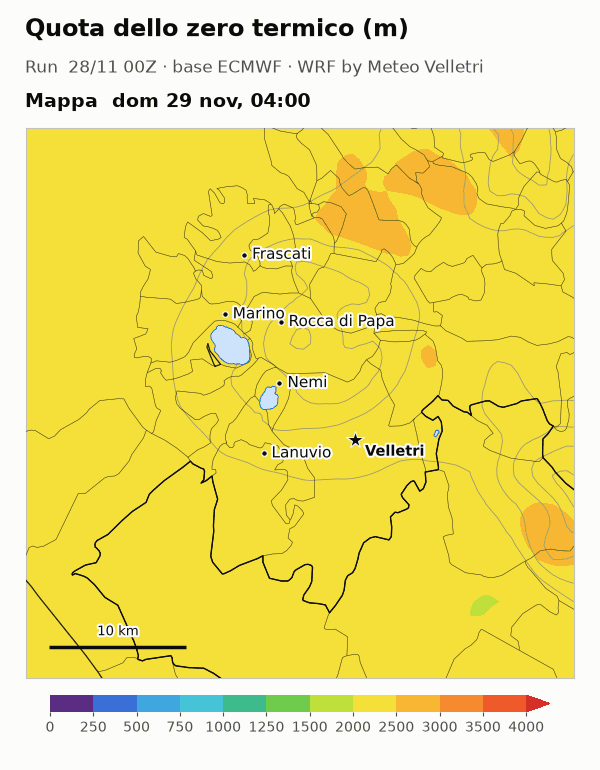 Quota dello zero termico (m)
Run  28/11 00Z · base ECMWF · WRF by Meteo Velletri
Mappa  dom 29 nov, 04:00
Frascati
Marino
Rocca di Papa
Nemi
Velletri
Lanuvio
10 km
0 250 500 750 1000 1250 1500 2000 2500 3000 3500 4000